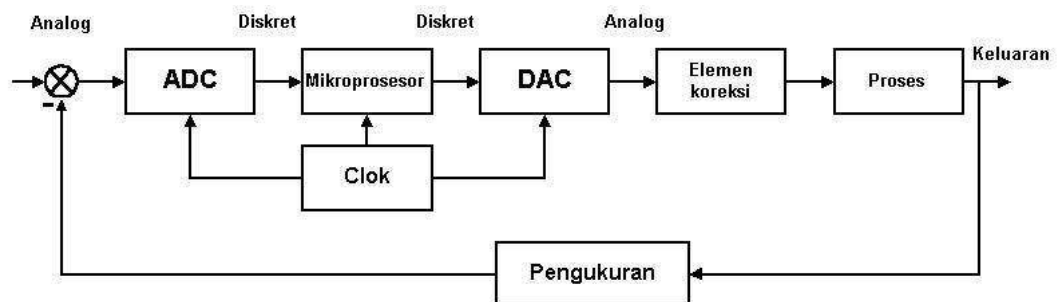 Analog
Diskret
Diskret
Analog
Keluaran
ADC
Mikroprosesor
DAC
Elemen
koreksi
Proses
-
Clok
Pengukuran